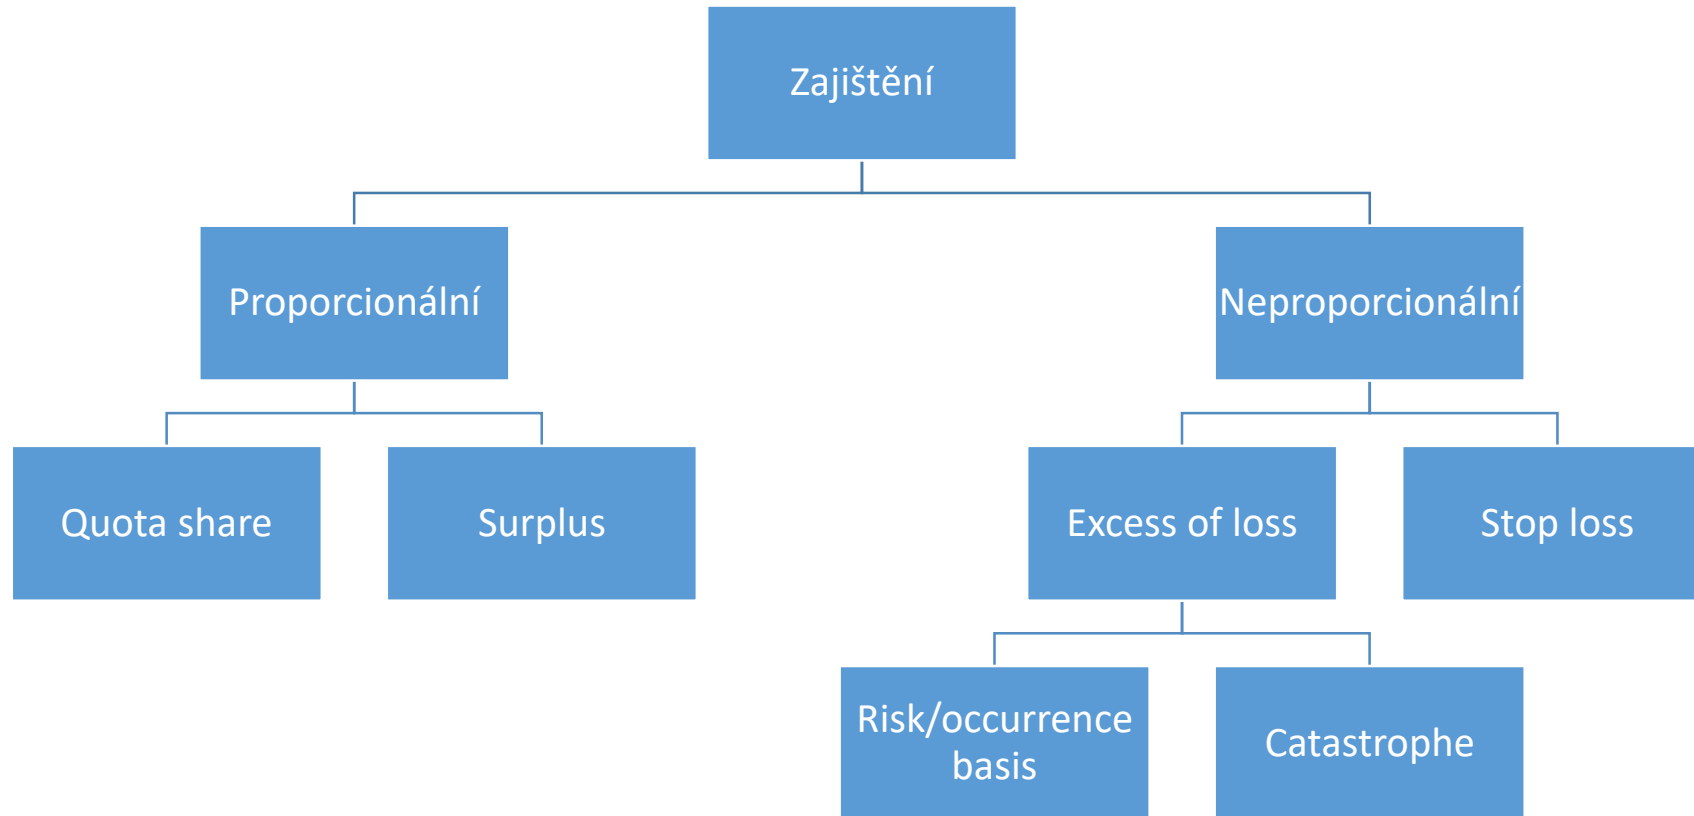 Zajištění
Proporcionální
Neproporcionální
Quota share
Surplus
Excess of loss
Stop loss
Risk/occurrence
basis
Catastrophe